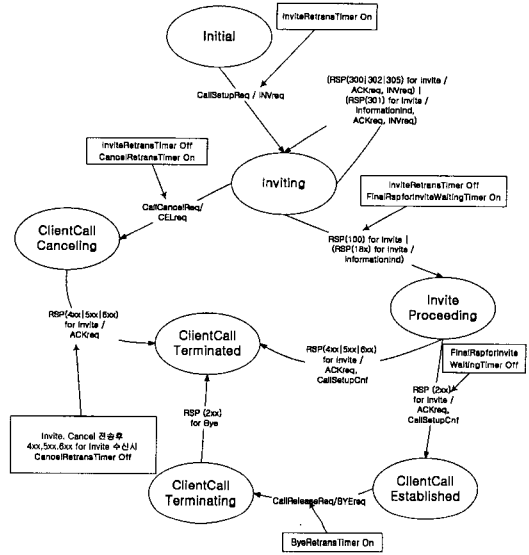 InviteRetransTimer On
Initial
CallSetupReq / INVreq
(RSP(300|302|305) for Invite /
ACKreq, INVreq) |
(RSP(301) for Invite /
InformationInd,
ACKreq, INVreq)
InviteRetransTimer Off
CancelRetransTimer On
Inviting
InviteRetransTimer Off
FinalRspforInviteWaitingTimer On
CallCancelReq/
CELreq
ClientCall
Canceling
RSP(100) for Invite |
(RSP(18x) for Invite /
InformationInd)
Invite
Proceeding
RSP(4xx|5xx|6xx)
for Invite /
ACKreq
ClientCall
Terminated
RSP(4xx|5xx|6xx)
for Invite /
ACKreq,
CallSetupCnf
FinalRspforInvite
WaitingTimer Off
RSP (2xx)
for Invite /
ACKreq,
CallSetupCnf
RSP (2xx)
for Bye
Invite, Cancel 전송후
4xx,5xx,6xx for Invite 수신시
CancelRetransTimer Off
ClientCall
Terminating
CallReleaseReq/BYEreq
ClientCall
Established
ByeRetransTimer On